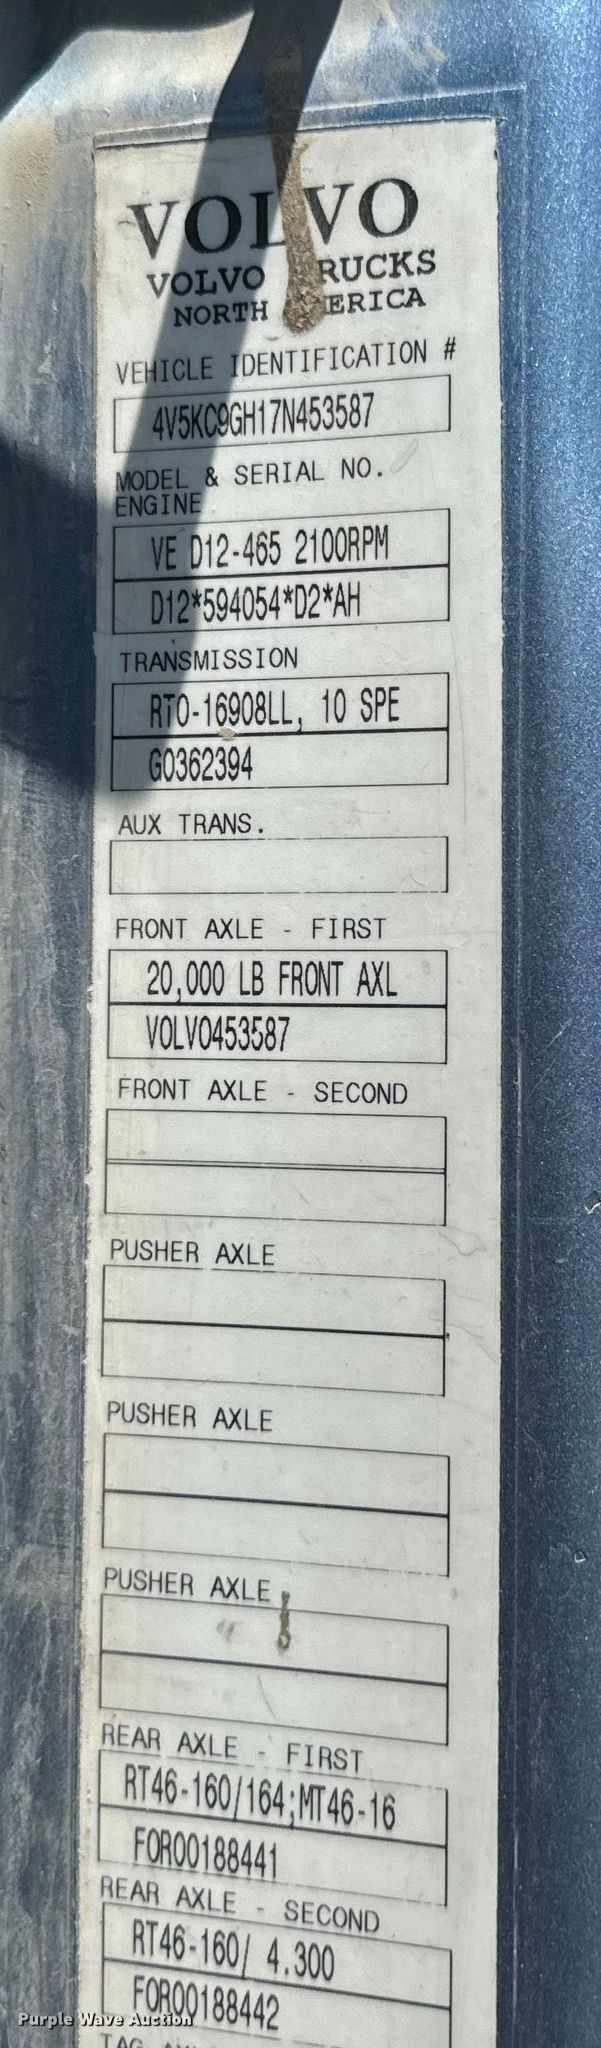 VOLVO
VOLVO TRUCKS
NORTH AMERICA
VEHICLE IDENTIFICATION #
4V5KC9GH17N453587
MODEL & SERIAL NO.
ENGINE
VE D12-465 2100RPM
D12*594054*D2*AH
TRANSMISSION
RTO-16908LL, 10 SPE
G0362394
AUX TRANS.
FRONT AXLE - FIRST
20,000 LB FRONT AXL
VOLVO453587
FRONT AXLE - SECOND
PUSHER AXLE
PUSHER AXLE
PUSHER AXLE
REAR AXLE - FIRST
RT46-160/164;MT46-16
FOR00188441
REAR AXLE - SECOND
RT46-160/ 4.300
FOR00188442
TAG
Purple Wave Auction